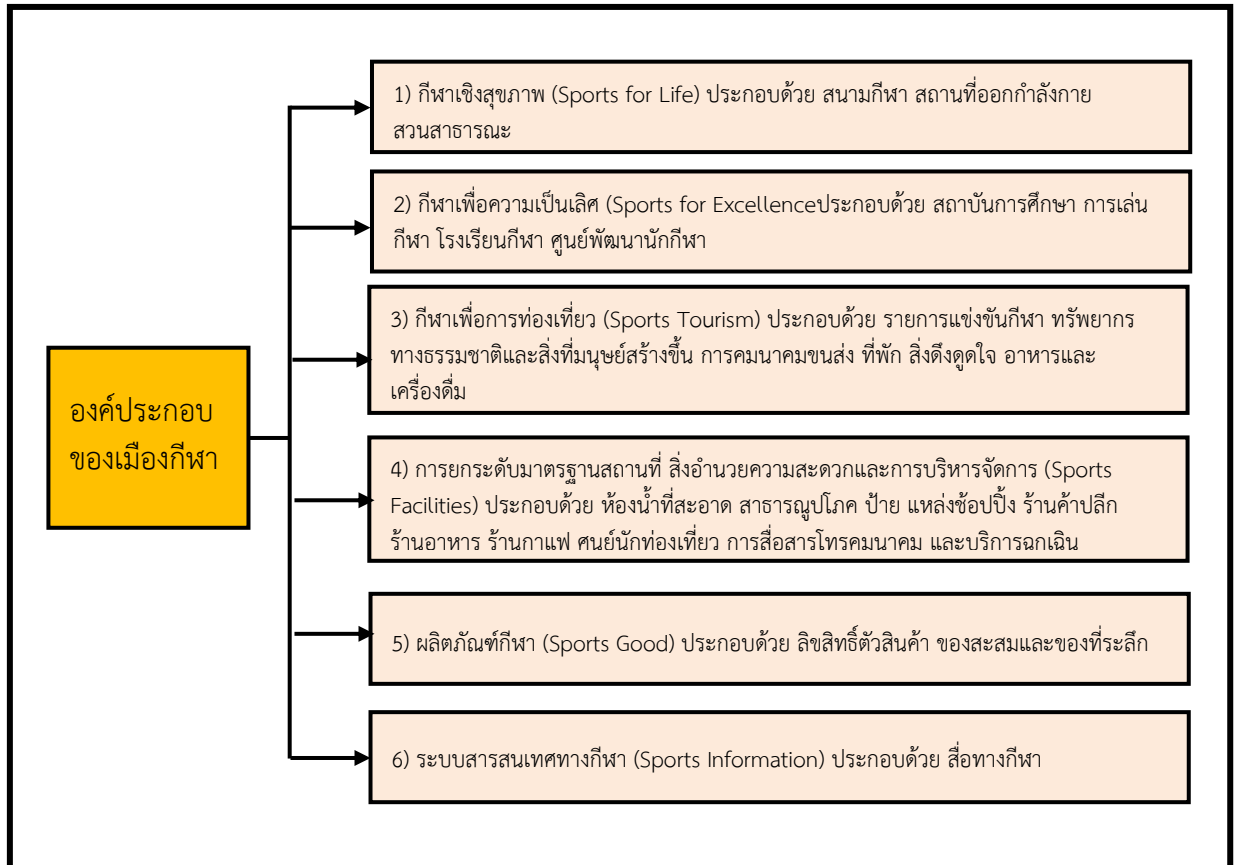 1) กีฬาเชิงสุขภาพ (Sports for Life) ประกอบด้วย สนามกีฬา สถานที่ออกกำลังกาย
สวนสาธารณะ
2) กีฬาเพื่อความเป็นเลิศ (Sports for Excellenceประกอบด้วย สถาบันการศึกษา การเล่น
กีฬา โรงเรียนกีฬา ศูนย์พัฒนานักกีฬา
3) กีฬาเพื่อการท่องเที่ยว (Sports Tourism) ประกอบด้วย รายการแข่งขันกีฬา ทรัพยากร
ทางธรรมชาติและสิ่งที่มนุษย์สร้างขึ้น การคมนาคมขนส่ง ที่พัก สิ่งดึงดูดใจ อาหารและ
เครื่องดื่ม
องค์ประกอบ
ของเมืองกีฬา
4) การยกระดับมาตรฐานสถานที่ สิ่งอำนวยความสะดวกและการบริหารจัดการ (Sports
Facilities) ประกอบด้วย ห้องน้ำที่สะอาด สาธารณูปโภค ป้าย แหล่งช้อปปิ้ง ร้านค้าปลีก
ร้านอาหาร ร้านกาแฟ ศนย์นักท่องเที่ยว การสื่อสารโทรคมนาคม และบริการฉกเฉิน
5) ผลิตภัณฑ์กีฬา (Sports Good) ประกอบด้วย ลิขสิทธิ์ตัวสินค้า ของสะสมและของที่ระลึก
6) ระบบสารสนเทศทางกีฬา (Sports Information) ประกอบด้วย สื่อทางกีฬา